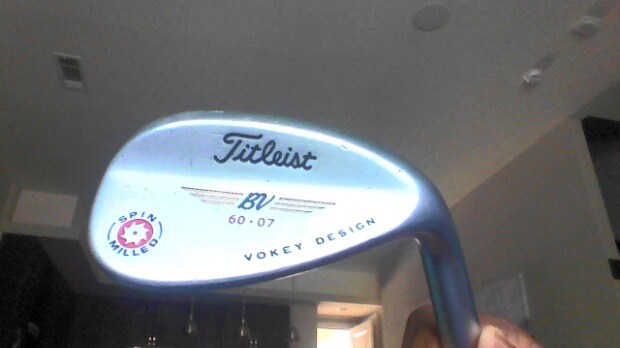 Titleist
BV
60·07
VOKEY DESIGN
SPIN
MILLED